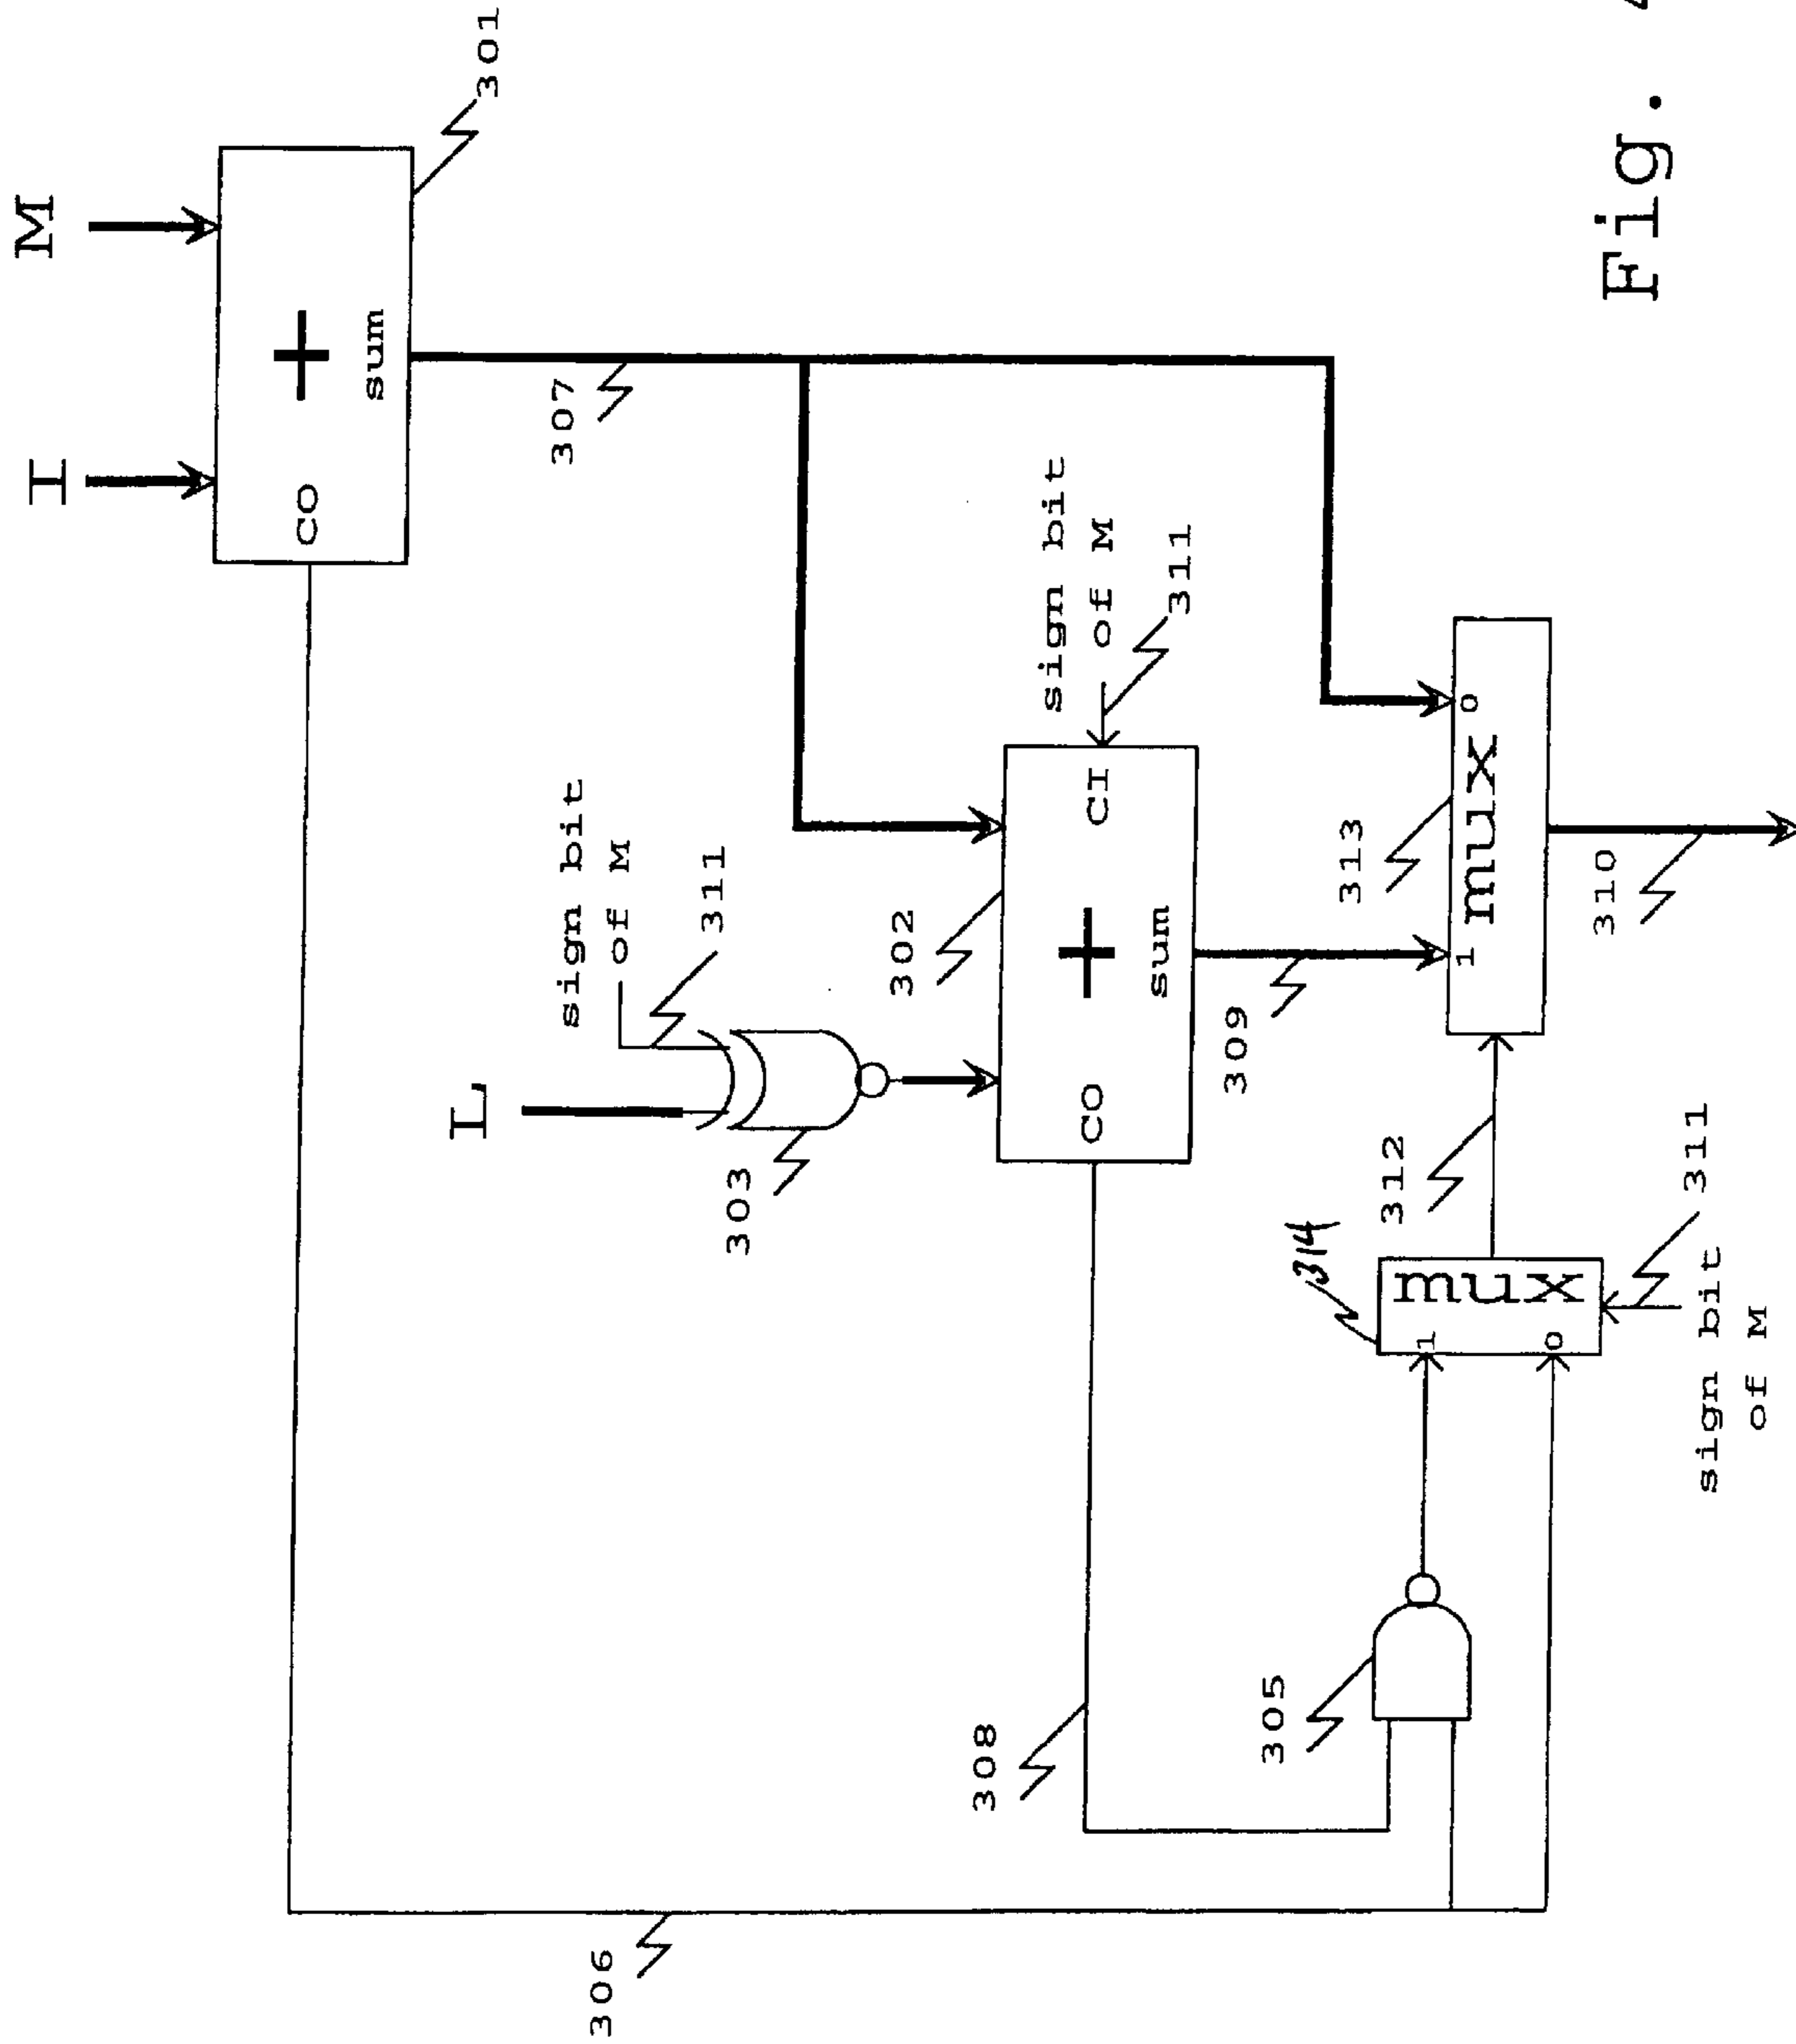 I
M
CO
+
sum
301
307
L
sign bit
of M
311
303
sign bit
of M
311
302
CO
+
CI
sum
306
308
309
313
305
314
1
mux
0
312
1
mux
0
sign bit
of M
311
310
Fig.